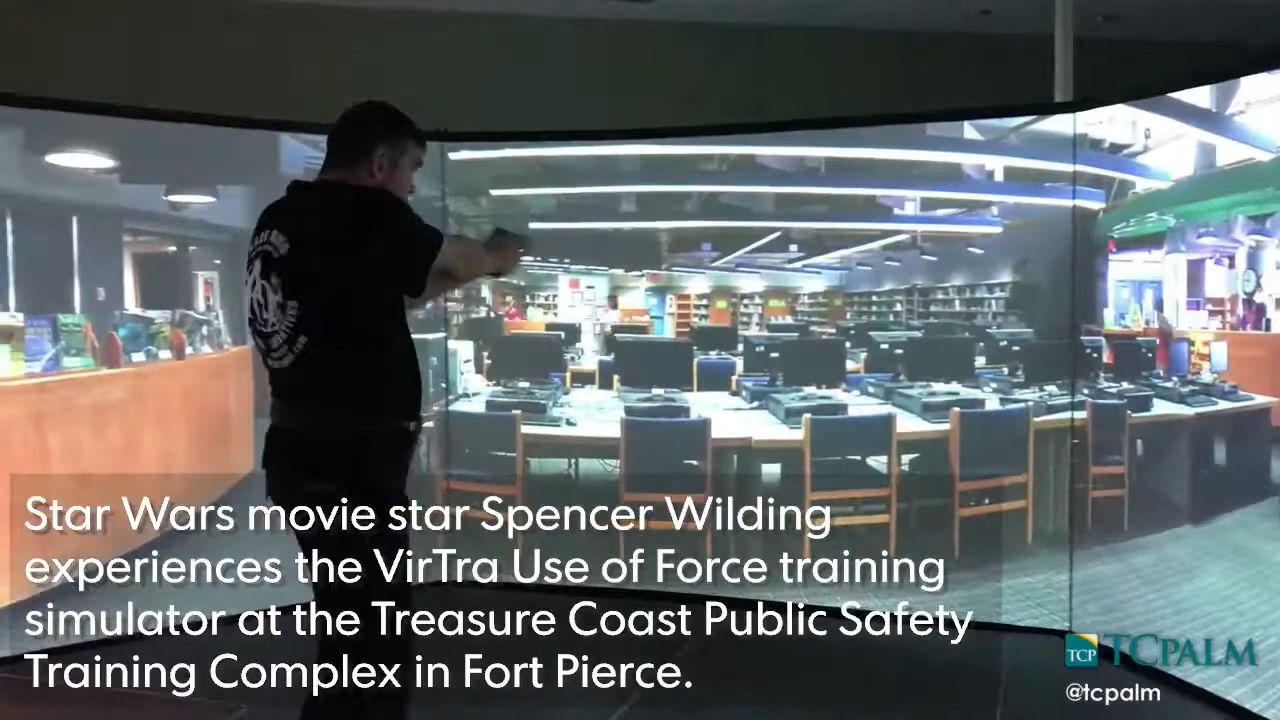 Star Wars movie star Spencer Wilding
experiences the VirTra Use of Force training
simulator at the Treasure Coast Public Safety
Training Complex in Fort Pierce.
TCP TCPALM
@tcpalm